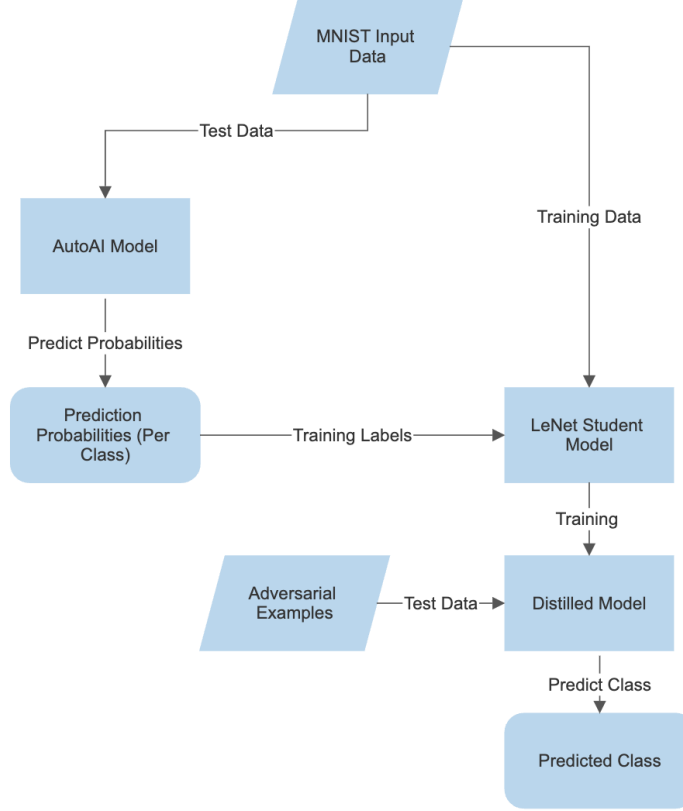 MNIST Input
Data
Test Data
Training Data
AutoAI Model
Predict Probabilities
Prediction
Probabilities (Per
Class)
Training Labels
LeNet Student
Model
Training
Adversarial
Examples
Test Data
Distilled Model
Predict Class
Predicted Class